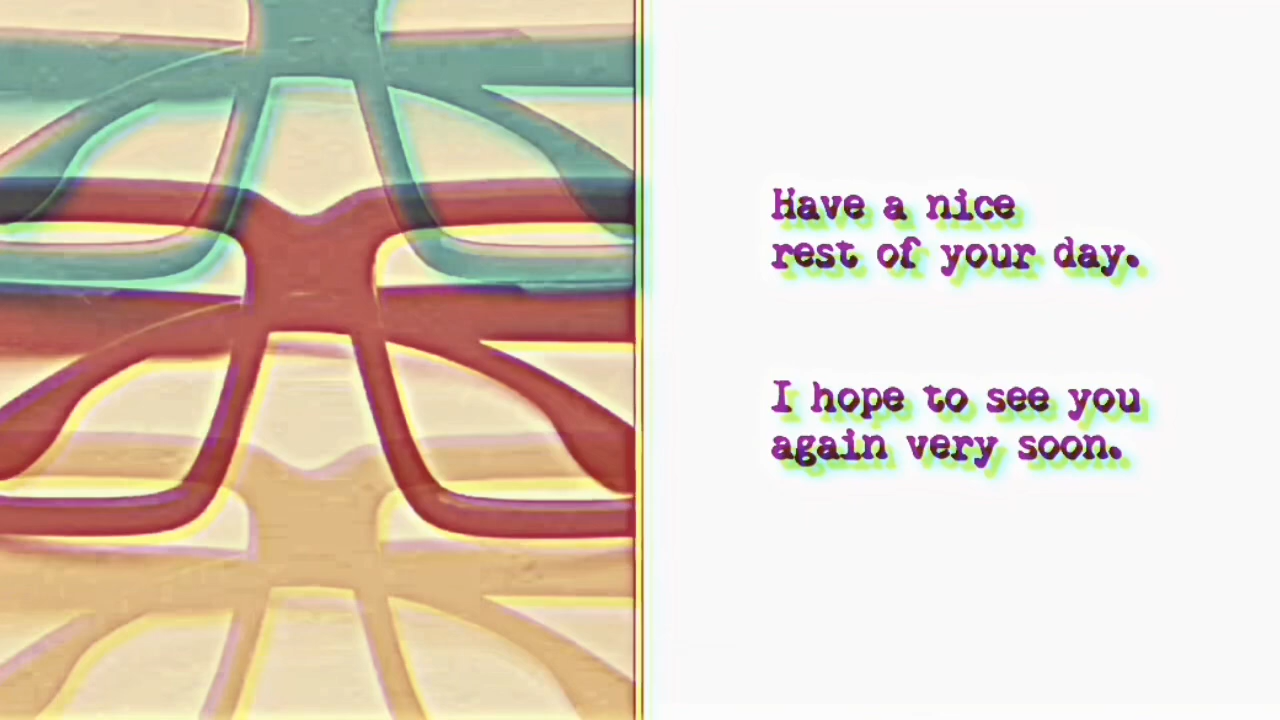 Have a nice
rest of your day.
I hope to see you
again very soon.